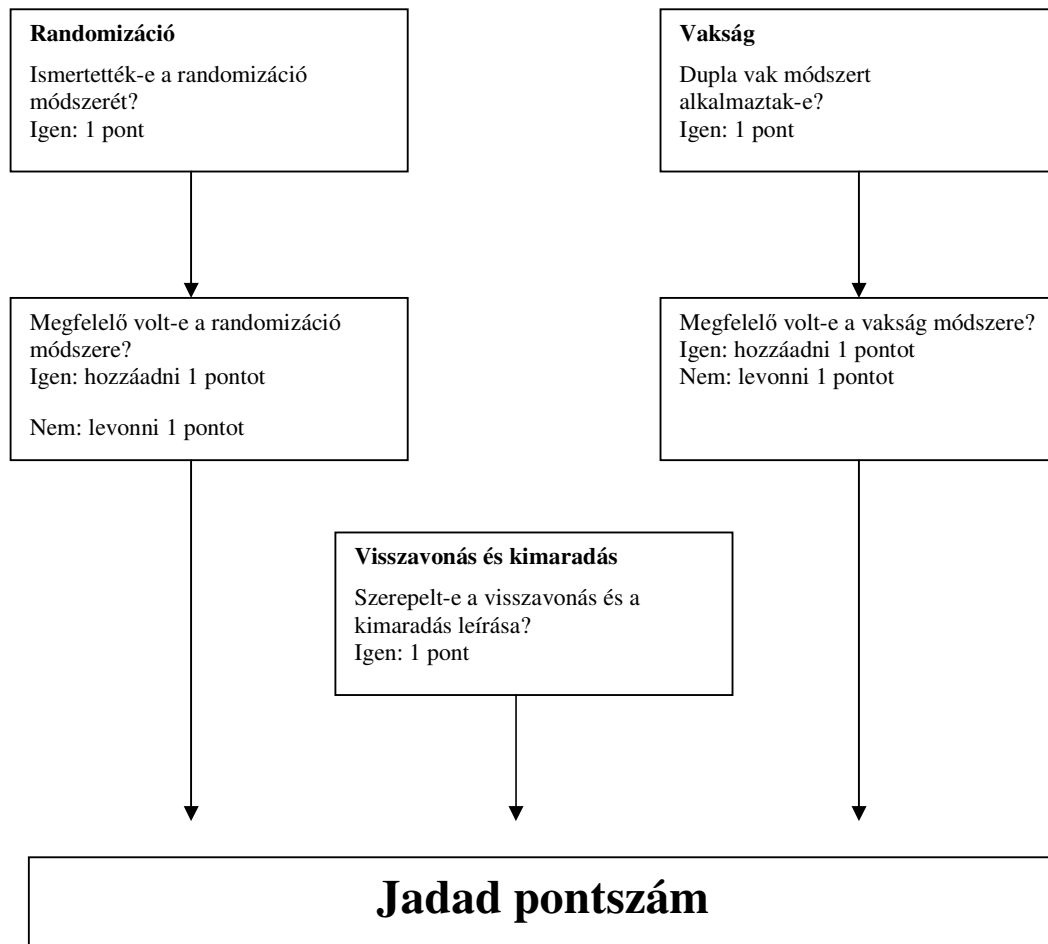 Randomizáció
Ismertették-e a randomizáció
módszerét?
Igen: 1 pont
Vakság
Dupla vak módszert
alkalmaztak-e?
Igen: 1 pont
Megfelelő volt-e a randomizáció
módszere?
Igen: hozzáadni 1 pontot
Nem: levonni 1 pontot
Megfelelő volt-e a vakság módszere?
Igen: hozzáadni 1 pontot
Nem: levonni 1 pontot
Visszavonás és kimaradás
Szerepelt-e a visszavonás és a
kimaradás leírása?
Igen: 1 pont
Jadad pontszám